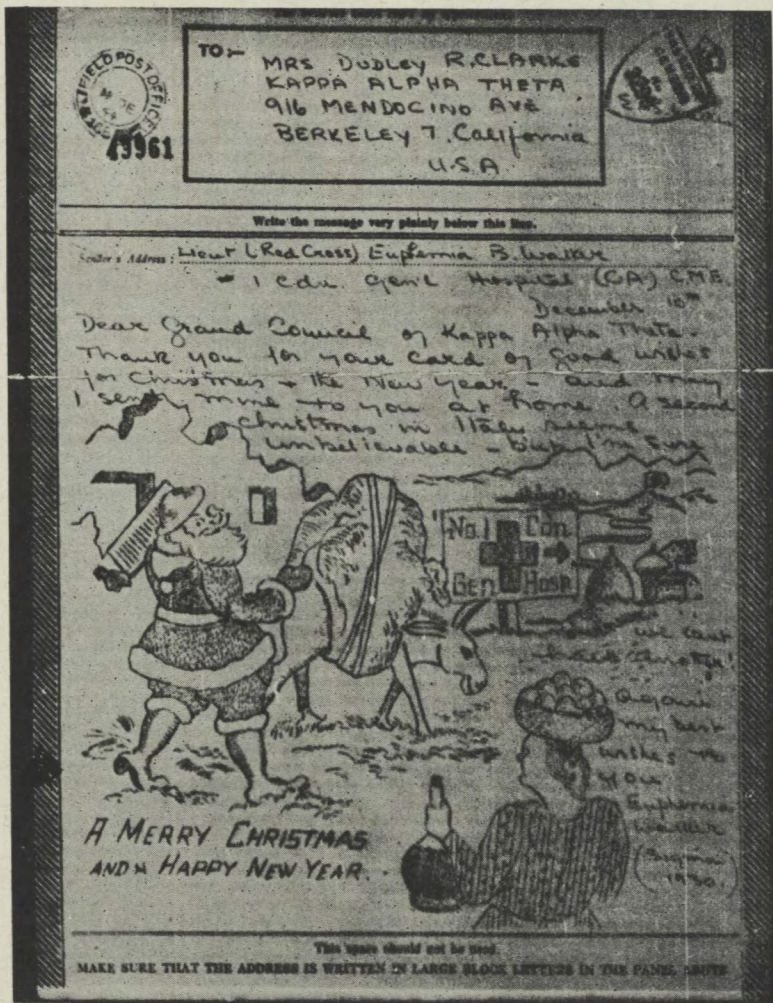 FIELD POST OFFICE
49961
TO:-
MRS DUDLEY R. CLARKE
KAPPA ALPHA THETA
916 MENDOCINO AVE
BERKELEY 7, California
U.S.A.
Write the message very plainly below this line.
Sender's Address: Lieut (Red Cross) Euphemia B. Walker
1 Cdn. Gen'l Hospital (CA) C.M.F.
December 10th
Dear Grand Council of Kappa Alpha Theta -
Thank you for your card of good wishes
for Christmas + the New Year - and may
I send mine to you at home. A second
Christmas in Italy seems
unbelievable - but I'm sure
No. 1 Can
Gen Hosp.
we can't
have another!
Again
my best
wishes to
you
Euphemia
Walker
(Sigma
1930.)
A MERRY CHRISTMAS
AND A HAPPY NEW YEAR.
This space should not be used.
MAKE SURE THAT THE ADDRESS IS WRITTEN IN LARGE BLOCK LETTERS IN THE PANEL ABOVE